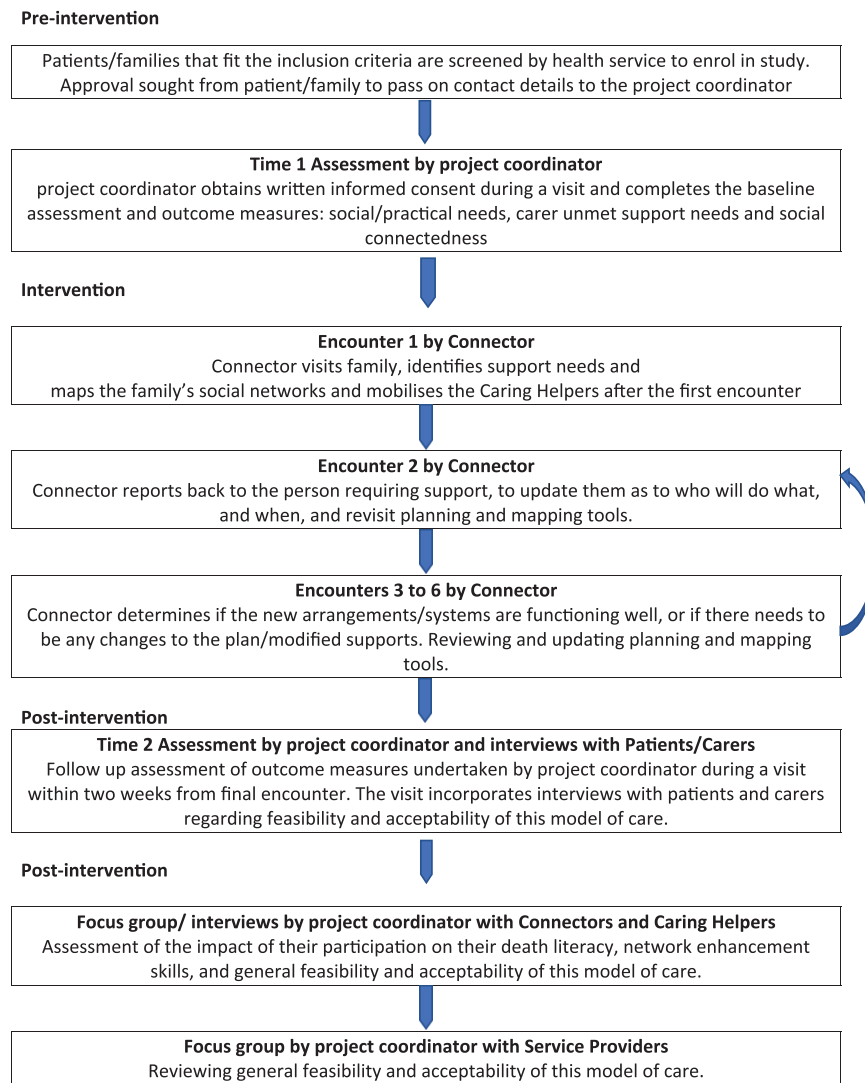 Pre-intervention
Patients/families that fit the inclusion criteria are screened by health service to enrol in study.
Approval sought from patient/family to pass on contact details to the project coordinator
Time 1 Assessment by project coordinator
project coordinator obtains written informed consent during a visit and completes the baseline
assessment and outcome measures: social/practical needs, carer unmet support needs and social
connectedness
Intervention
Encounter 1 by Connector
Connector visits family, identifies support needs and
maps the family’s social networks and mobilises the Caring Helpers after the first encounter
Encounter 2 by Connector
Connector reports back to the person requiring support, to update them as to who will do what,
and when, and revisit planning and mapping tools.
Encounters 3 to 6 by Connector
Connector determines if the new arrangements/systems are functioning well, or if there needs to
be any changes to the plan/modified supports. Reviewing and updating planning and mapping
tools.
Post-intervention
Time 2 Assessment by project coordinator and interviews with Patients/Carers
Follow up assessment of outcome measures undertaken by project coordinator during a visit
within two weeks from final encounter. The visit incorporates interviews with patients and carers
regarding feasibility and acceptability of this model of care.
Post-intervention
Focus group/ interviews by project coordinator with Connectors and Caring Helpers
Assessment of the impact of their participation on their death literacy, network enhancement
skills, and general feasibility and acceptability of this model of care.
Focus group by project coordinator with Service Providers
Reviewing general feasibility and acceptability of this model of care.